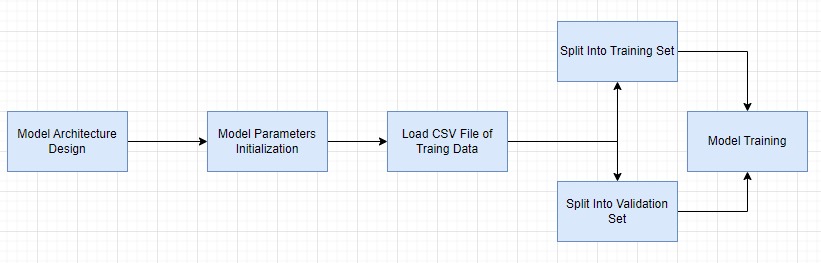 Model Architecture
Design
Model Parameters
Initialization
Load CSV File of
Traing Data
Split Into Training Set
Split Into Validation
Set
Model Training